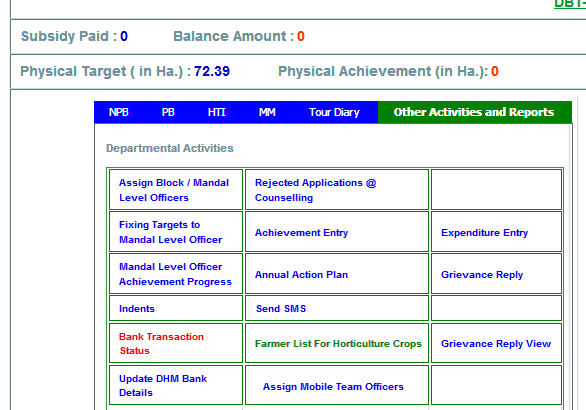 DBT-
Subsidy Paid : 0 Balance Amount : 0
Physical Target ( in Ha.) : 72.39 Physical Achievement (in Ha.): 0
NPB PB HTI MM Tour Diary Other Activities and Reports
Departmental Activities
Assign Block / Mandal
Level Officers
Rejected Applications @
Counselling
Fixing Targets to
Mandal Level Officer
Achievement Entry
Expenditure Entry
Mandal Level Officer
Achievement Progress
Annual Action Plan
Grievance Reply
Indents
Send SMS
Bank Transaction
Status
Farmer List For Horticulture Crops
Grievance Reply View
Update DHM Bank
Details
Assign Mobile Team Officers